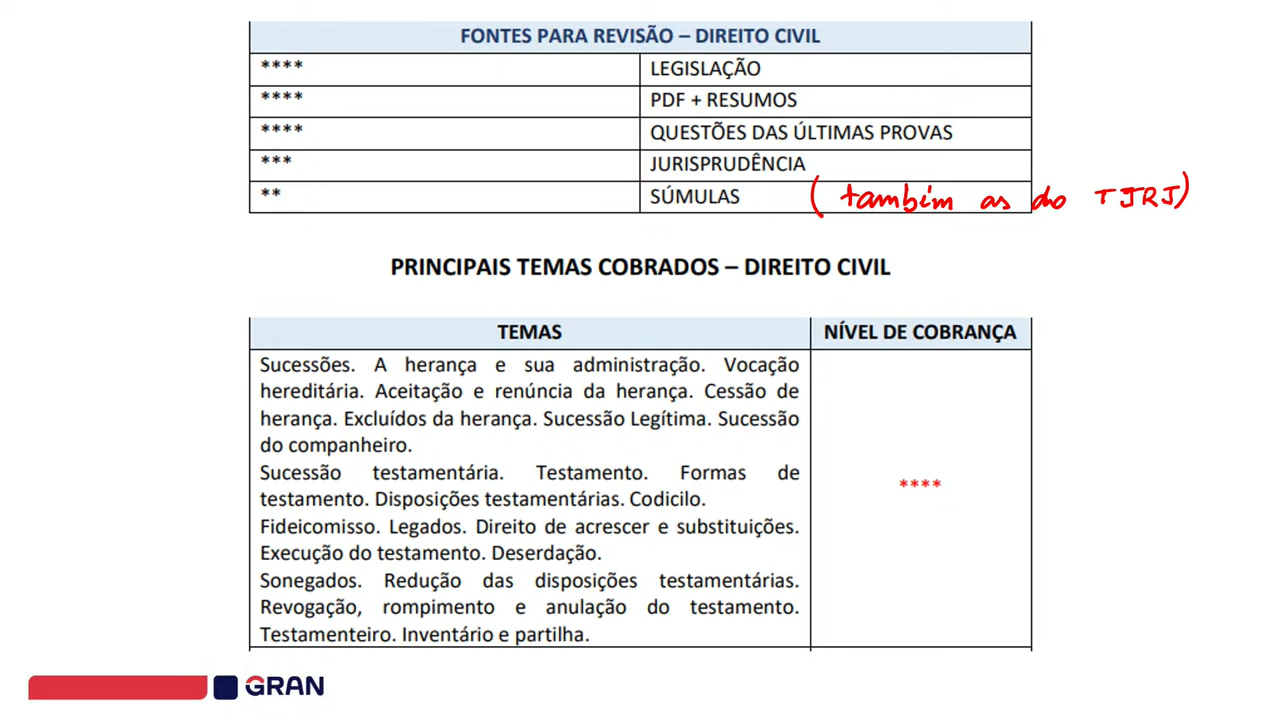 FONTES PARA REVISÃO – DIREITO CIVIL
**** LEGISLAÇÃO
**** PDF + RESUMOS
**** QUESTÕES DAS ÚLTIMAS PROVAS
*** JURISPRUDÊNCIA
** SÚMULAS (também as do TJRJ)
PRINCIPAIS TEMAS COBRADOS – DIREITO CIVIL
TEMAS NÍVEL DE COBRANÇA
Sucessões. A herança e sua administração. Vocação
hereditária. Aceitação e renúncia da herança. Cessão de
herança. Excluídos da herança. Sucessão Legítima. Sucessão
do companheiro.
Sucessão testamentária. Testamento. Formas de
testamento. Disposições testamentárias. Codicilo.
Fideicomisso. Legados. Direito de acrescer e substituições.
Execução do testamento. Deserdação.
Sonegados. Redução das disposições testamentárias.
Revogação, rompimento e anulação do testamento.
Testamenteiro. Inventário e partilha.
****
GRAN